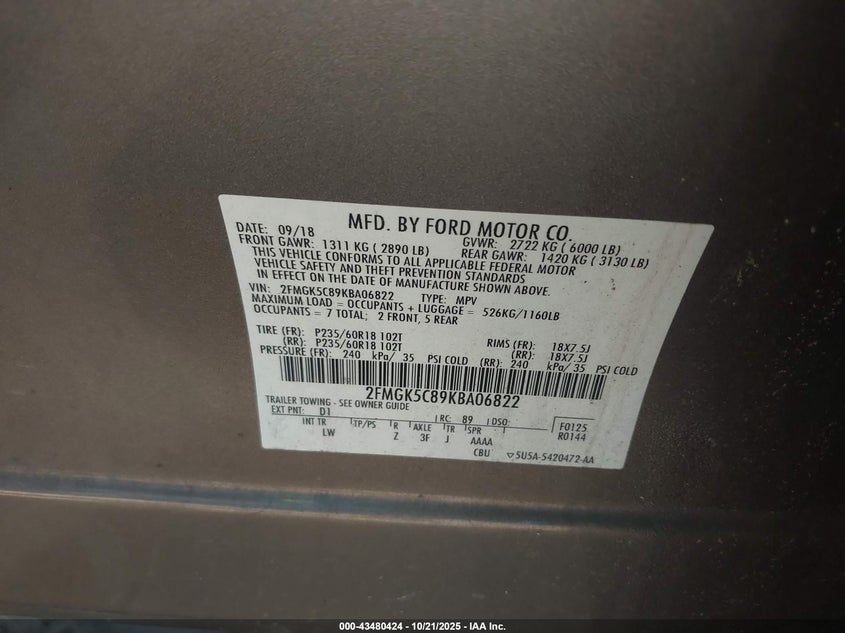 MFD. BY FORD MOTOR CO.
DATE: 09/18 GVWR: 2722 KG ( 6000 LB)
FRONT GAWR: 1311 KG ( 2890 LB) REAR GAWR: 1420 KG ( 3130 LB)
THIS VEHICLE CONFORMS TO ALL APPLICABLE FEDERAL MOTOR
VEHICLE SAFETY AND THEFT PREVENTION STANDARDS
IN EFFECT ON THE DATE OF MANUFACTURE SHOWN ABOVE.
VIN: 2FMGK5C89KBA06822 TYPE: MPV
MAXIMUM LOAD = OCCUPANTS + LUGGAGE = 526KG/1160LB
OCCUPANTS = 7 TOTAL; 2 FRONT, 5 REAR
TIRE (FR): P235/60R18 102T RIMS (FR): 18X7.5J
(RR): P235/60R18 102T (RR): 18X7.5J
PRESSURE (FR): 240 kPa/ 35 PSI COLD (RR): 240 kPa/ 35 PSI COLD
2FMGK5C89KBA06822
TRAILER TOWING - SEE OWNER GUIDE
EXT PNT: D1 RC: 89 DSO: F0125
INT TR TP/PS R AXLE TR SPR R0144
LW Z 3F J AAAA
CBU 5U5A-5420472-AA
000-43480424 - 10/21/2025 - IAA Inc.